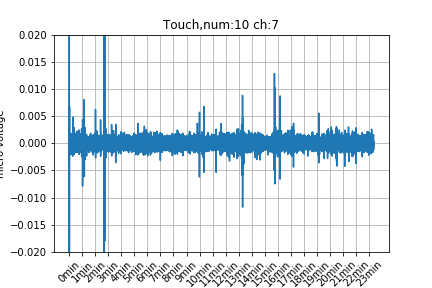 Touch,num:10 ch:7
micro voltage
0.020
0.015
0.010
0.005
0.000
−0.005
−0.010
−0.015
−0.020
0min
1min
2min
3min
4min
5min
6min
7min
8min
9min
10min
11min
12min
13min
14min
15min
16min
17min
18min
19min
20min
21min
22min
23min